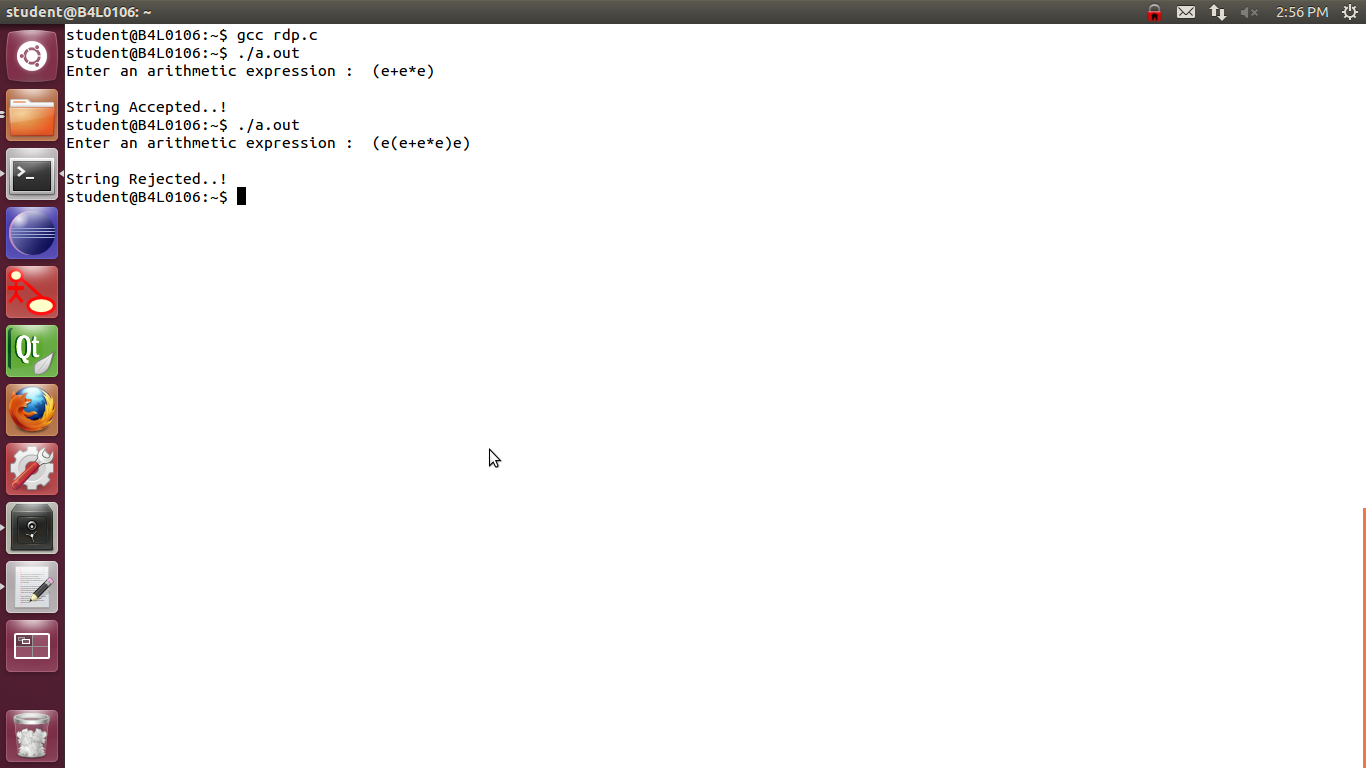 student@B4L0106: ~
2:56 PM
student@B4L0106:~$ gcc rdp.c
student@B4L0106:~$ ./a.out
Enter an arithmetic expression :  (e+e*e)
String Accepted..!
student@B4L0106:~$ ./a.out
Enter an arithmetic expression :  (e(e+e*e)e)
String Rejected..!
student@B4L0106:~$
Qt